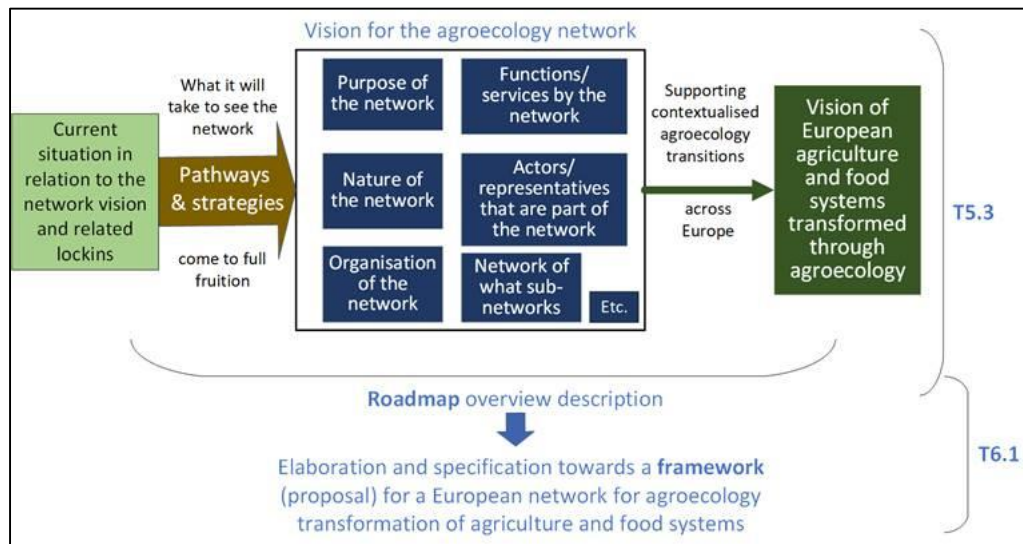 Vision for the agroecology network
Current
situation in
relation to the
network vision
and related
lockins
What it will
take to see the
network
Pathways
& strategies
come to full
fruition
Purpose of
the network
Functions/
services by the
network
Nature of
the network
Actors/
representatives
that are part of
the network
Organisation of
the network
Network of
what sub-
networks
Etc.
Supporting
contextualised
agroecology
transitions
across
Europe
Vision of
European
agriculture
and food
systems
transformed
through
agroecology
T5.3
Roadmap overview description
Elaboration and specification towards a framework
(proposal) for a European network for agroecology
transformation of agriculture and food systems
T6.1